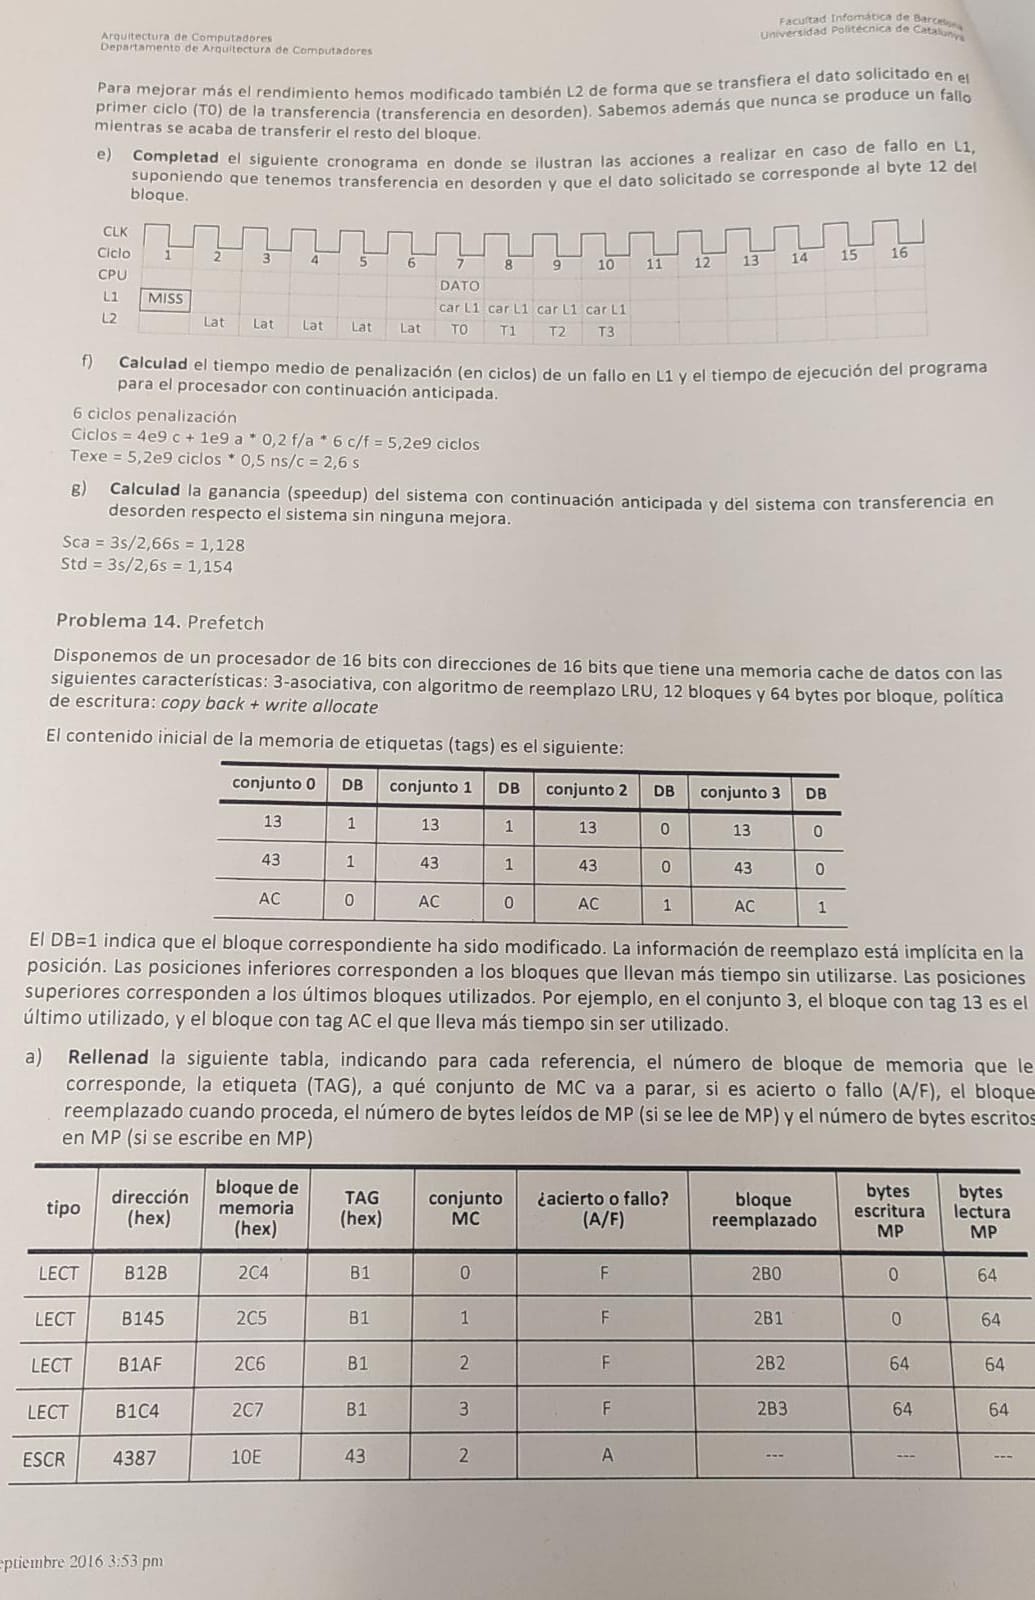 Arquitectura de Computadores
Departamento de Arquitectura de Computadores
Facultad Infomática de Barcelona
Universidad Politécnica de Catalunya
Para mejorar más el rendimiento hemos modificado también L2 de forma que se transfiera el dato solicitado en el
primer ciclo (T0) de la transferencia (transferencia en desorden). Sabemos además que nunca se produce un fallo
mientras se acaba de transferir el resto del bloque.
e) Completad el siguiente cronograma en donde se ilustran las acciones a realizar en caso de fallo en L1,
suponiendo que tenemos transferencia en desorden y que el dato solicitado se corresponde al byte 12 del
bloque.
CLK
Ciclo 1 2 3 4 5 6 7 8 9 10 11 12 13 14 15 16
CPU DATO
L1 MISS car L1 car L1 car L1 car L1
L2 Lat Lat Lat Lat Lat T0 T1 T2 T3
f) Calculad el tiempo medio de penalización (en ciclos) de un fallo en L1 y el tiempo de ejecución del programa
para el procesador con continuación anticipada.
6 ciclos penalización
Ciclos = 4e9 c + 1e9 a * 0,2 f/a * 6 c/f = 5,2e9 ciclos
Texe = 5,2e9 ciclos * 0,5 ns/c = 2,6 s
g) Calculad la ganancia (speedup) del sistema con continuación anticipada y del sistema con transferencia en
desorden respecto el sistema sin ninguna mejora.
Sca = 3s/2,66s = 1,128
Std = 3s/2,6s = 1,154
Problema 14. Prefetch
Disponemos de un procesador de 16 bits con direcciones de 16 bits que tiene una memoria cache de datos con las
siguientes características: 3-asociativa, con algoritmo de reemplazo LRU, 12 bloques y 64 bytes por bloque, política
de escritura: copy back + write allocate
El contenido inicial de la memoria de etiquetas (tags) es el siguiente:
conjunto 0 DB conjunto 1 DB conjunto 2 DB conjunto 3 DB
13 1 13 1 13 0 13 0
43 1 43 1 43 0 43 0
AC 0 AC 0 AC 1 AC 1
El DB=1 indica que el bloque correspondiente ha sido modificado. La información de reemplazo está implícita en la
posición. Las posiciones inferiores corresponden a los bloques que llevan más tiempo sin utilizarse. Las posiciones
superiores corresponden a los últimos bloques utilizados. Por ejemplo, en el conjunto 3, el bloque con tag 13 es el
último utilizado, y el bloque con tag AC el que lleva más tiempo sin ser utilizado.
a) Rellenad la siguiente tabla, indicando para cada referencia, el número de bloque de memoria que le
corresponde, la etiqueta (TAG), a qué conjunto de MC va a parar, si es acierto o fallo (A/F), el bloque
reemplazado cuando proceda, el número de bytes leídos de MP (si se lee de MP) y el número de bytes escritos
en MP (si se escribe en MP)
tipo dirección (hex) bloque de memoria (hex) TAG (hex) conjunto MC ¿acierto o fallo? (A/F) bloque reemplazado bytes escritura MP bytes lectura MP
LECT B12B 2C4 B1 0 F 2B0 0 64
LECT B145 2C5 B1 1 F 2B1 0 64
LECT B1AF 2C6 B1 2 F 2B2 64 64
LECT B1C4 2C7 B1 3 F 2B3 64 64
ESCR 4387 10E 43 2 A --- --- ---
eptiembre 2016 3:53 pm